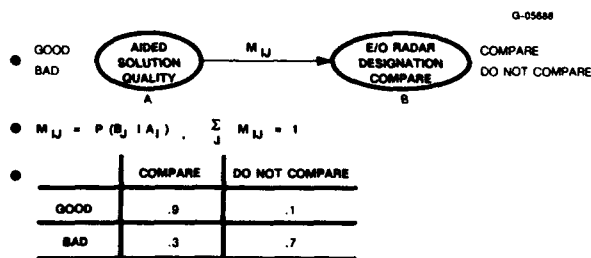 G-05688
GOOD
BAD
AIDED
SOLUTION
QUALITY
A
M IJ
E/O RADAR
DESIGNATION
COMPARE
B
COMPARE
DO NOT COMPARE
M IJ = P (B J | A I) , Σ J M IJ = 1
COMPARE DO NOT COMPARE
GOOD .9 .1
BAD .3 .7